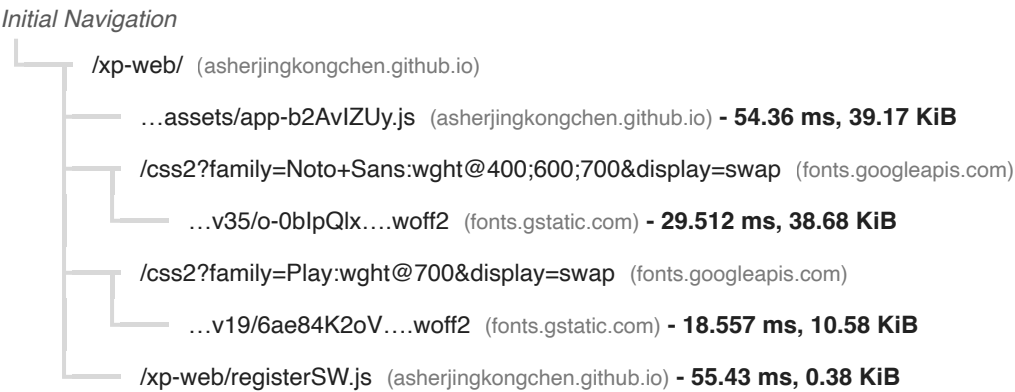 Initial Navigation
/xp-web/ (asherjingkongchen.github.io)
…assets/app-b2AvIZUy.js (asherjingkongchen.github.io) - 54.36 ms, 39.17 KiB
/css2?family=Noto+Sans:wght@400;600;700&display=swap (fonts.googleapis.com)
…v35/o-0bIpQlx….woff2 (fonts.gstatic.com) - 29.512 ms, 38.68 KiB
/css2?family=Play:wght@700&display=swap (fonts.googleapis.com)
…v19/6ae84K2oV….woff2 (fonts.gstatic.com) - 18.557 ms, 10.58 KiB
/xp-web/registerSW.js (asherjingkongchen.github.io) - 55.43 ms, 0.38 KiB